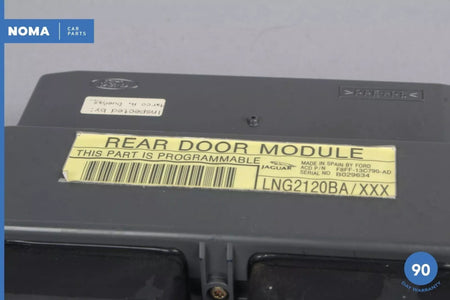 NOMA
CAR
PARTS
Inspected by:
REAR DOOR MODULE
THIS PART IS PROGRAMMABLE
JAGUAR
MADE IN SPAIN BY FORD
ACD P/N F8FF-13C790-AD
SERIAL NO B029634
LNG2120BA/XXX
90
DAY WARRANTY